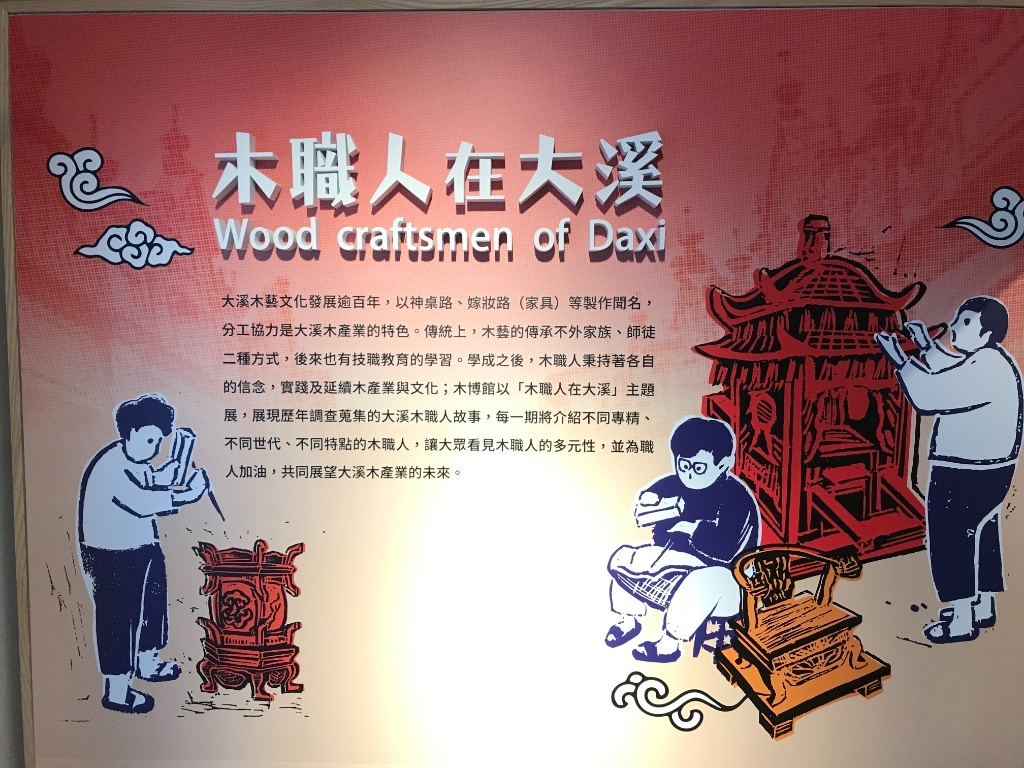 木職人在大溪
Wood craftsmen of Daxi
大溪木藝文化發展逾百年，以神桌路、嫁妝路（家具）等製作聞名，
分工協力是大溪木產業的特色。傳統上，木藝的傳承不外家族、師徒
二種方式，後來也有技職教育的學習。學成之後，木職人秉持著各自
的信念，實踐及延續木產業與文化；木博館以「木職人在大溪」主題
展，展現歷年調查蒐集的大溪木職人故事，每一期將介紹不同專精、
不同世代、不同特點的木職人，讓大眾看見木職人的多元性，並為職
人加油，共同展望大溪木產業的未來。